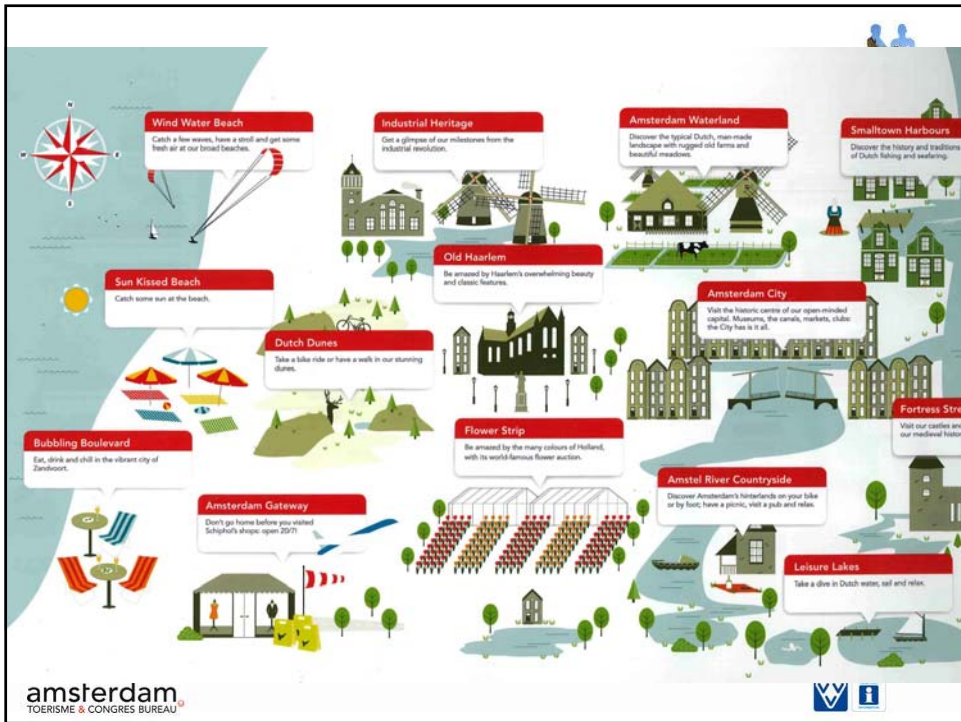 N
W
E
S
Wind Water Beach
Catch a few waves, have a stroll and get some
fresh air at our broad beaches.
Industrial Heritage
Get a glimpse of our milestones from the
industrial revolution.
Amsterdam Waterland
Discover the typical Dutch, man-made
landscape with rugged old farms and
beautiful meadows.
Smalltown Harbours
Discover the history and traditions
of Dutch fishing and seafaring.
Sun Kissed Beach
Catch some sun at the beach.
Old Haarlem
Be amazed by Haarlem's overwhelming beauty
and classic features.
Amsterdam City
Visit the historic centre of our open-minded
capital. Museums, the canals, markets, clubs:
the City has is it all.
Dutch Dunes
Take a bike ride or have a walk in our stunning
dunes.
Bubbling Boulevard
Eat, drink and chill in the vibrant city of
Zandvoort.
Flower Strip
Be amazed by the many colours of Holland,
with its world-famous flower auction.
Fortress Stre
Visit our castles and
our medieval histor
Amsterdam Gateway
Don't go home before you visited
Schiphol's shops: open 20/7!
Amstel River Countryside
Discover Amsterdam's hinterlands on your bike
or by foot; have a picnic, visit a pub and relax.
Leisure Lakes
Take a dive in Dutch water, sail and relax.
amsterdam
TOERISME & CONGRES BUREAU
VVV
i